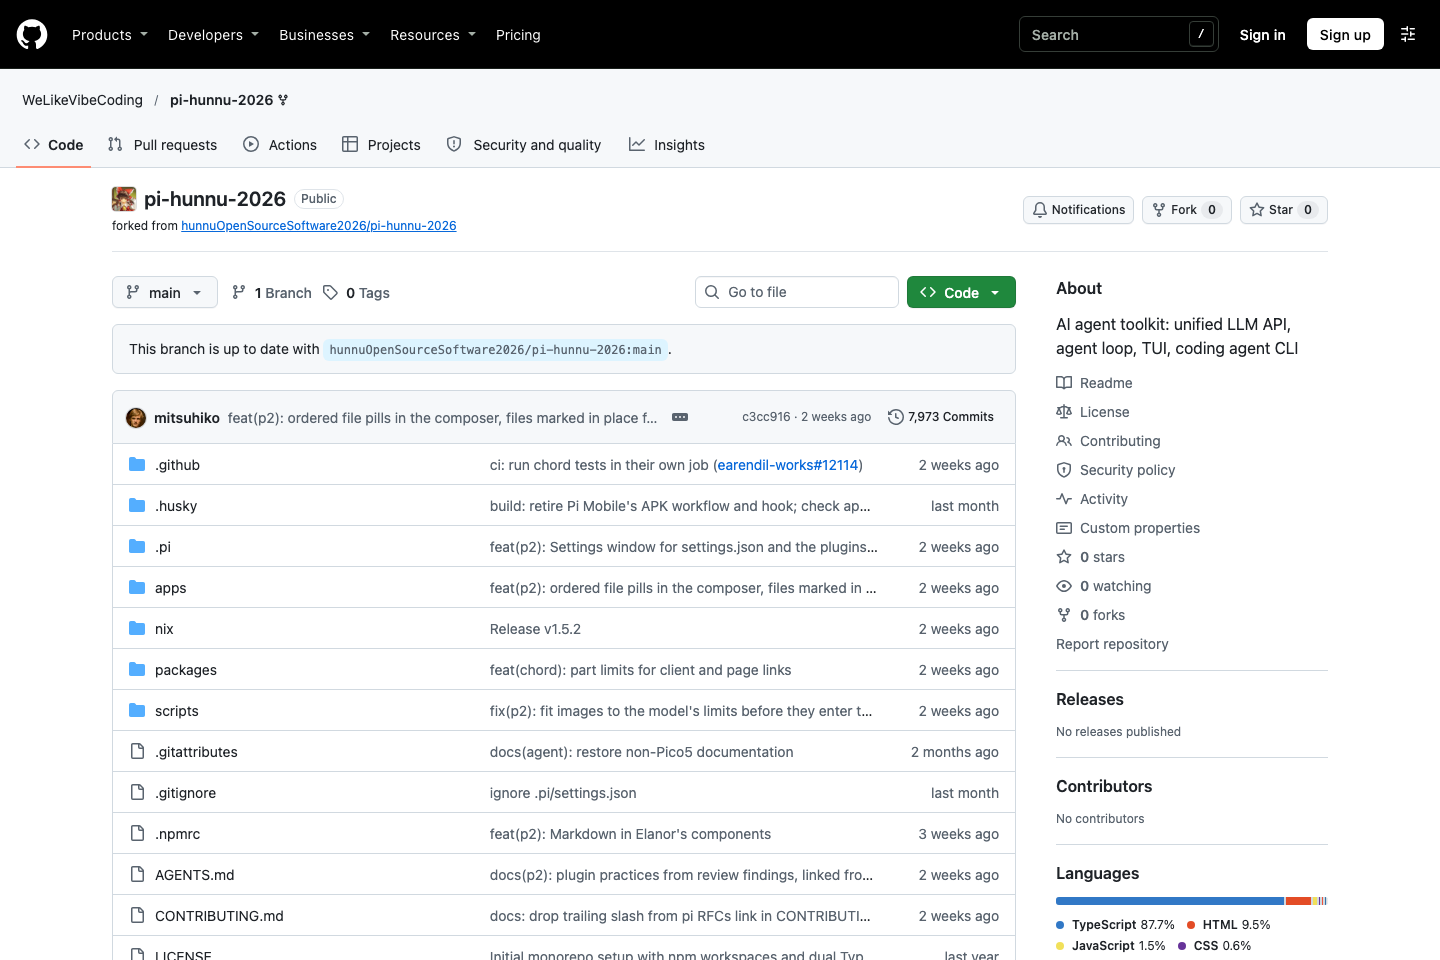 Products Developers Businesses Resources Pricing Search / Sign in Sign up
WeLikeVibeCoding / pi-hunnu-2026
Code Pull requests Actions Projects Security and quality Insights
pi-hunnu-2026 Public
forked from hunnuOpenSourceSoftware2026/pi-hunnu-2026
Notifications Fork 0 Star 0
main 1 Branch 0 Tags Go to file Code
This branch is up to date with hunnuOpenSourceSoftware2026/pi-hunnu-2026:main.
mitsuhiko feat(p2): ordered file pills in the composer, files marked in place f... c3cc916 · 2 weeks ago 7,973 Commits
.github ci: run chord tests in their own job (earendil-works#12114) 2 weeks ago
.husky build: retire Pi Mobile's APK workflow and hook; check ap... last month
.pi feat(p2): Settings window for settings.json and the plugins... 2 weeks ago
apps feat(p2): ordered file pills in the composer, files marked in ... 2 weeks ago
nix Release v1.5.2 2 weeks ago
packages feat(chord): part limits for client and page links 2 weeks ago
scripts fix(p2): fit images to the model's limits before they enter t... 2 weeks ago
.gitattributes docs(agent): restore non-Pico5 documentation 2 months ago
.gitignore ignore .pi/settings.json last month
.npmrc feat(p2): Markdown in Elanor's components 3 weeks ago
AGENTS.md docs(p2): plugin practices from review findings, linked fro... 2 weeks ago
CONTRIBUTING.md docs: drop trailing slash from pi RFCs link in CONTRIBUTI... 2 weeks ago
LICENSE Initial monorepo setup with npm workspaces and dual Typ... last year
About
AI agent toolkit: unified LLM API,
agent loop, TUI, coding agent CLI
Readme
License
Contributing
Security policy
Activity
Custom properties
0 stars
0 watching
0 forks
Report repository
Releases
No releases published
Contributors
No contributors
Languages
TypeScript 87.7% HTML 9.5%
JavaScript 1.5% CSS 0.6%